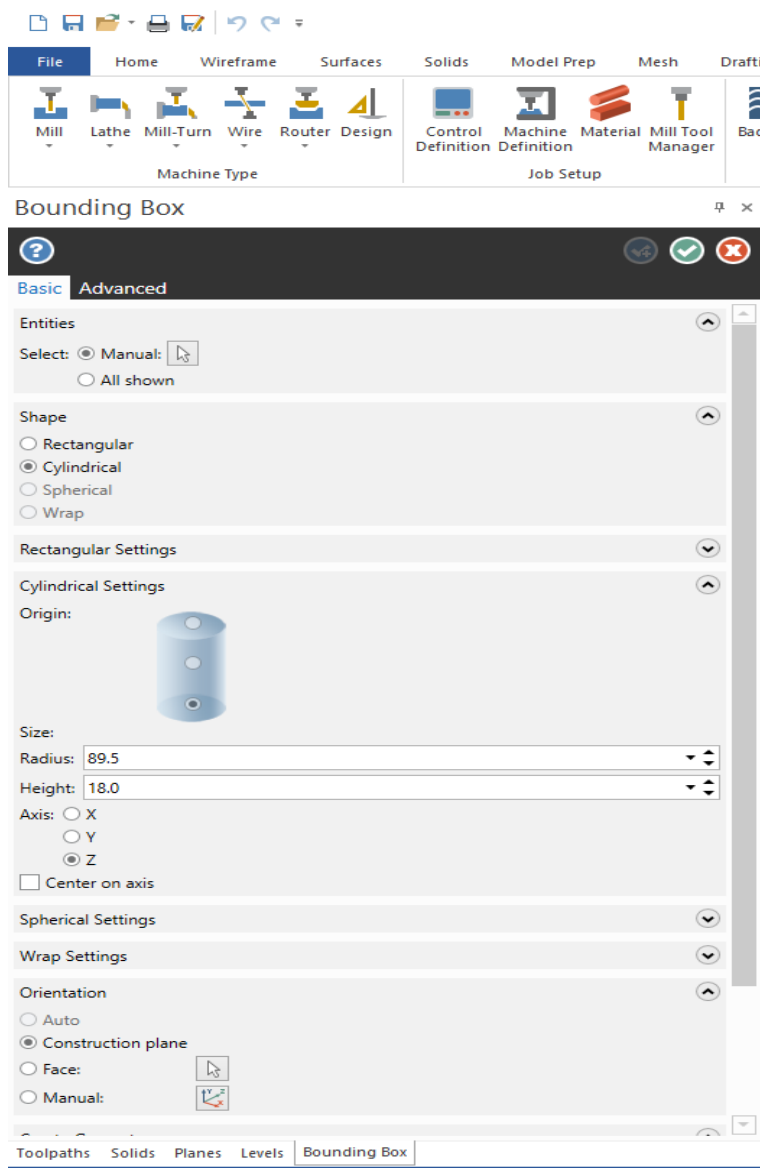 File Home Wireframe Surfaces Solids Model Prep Mesh Drafti
Mill Lathe Mill-Turn Wire Router Design Control Definition Machine Definition Material Mill Tool Manager Bac
Machine Type Job Setup
Bounding Box
Basic Advanced
Entities
Select: Manual:
All shown
Shape
Rectangular
Cylindrical
Spherical
Wrap
Rectangular Settings
Cylindrical Settings
Origin:
Size:
Radius: 89.5
Height: 18.0
Axis: X
Y
Z
Center on axis
Spherical Settings
Wrap Settings
Orientation
Auto
Construction plane
Face:
Manual:
Toolpaths Solids Planes Levels Bounding Box